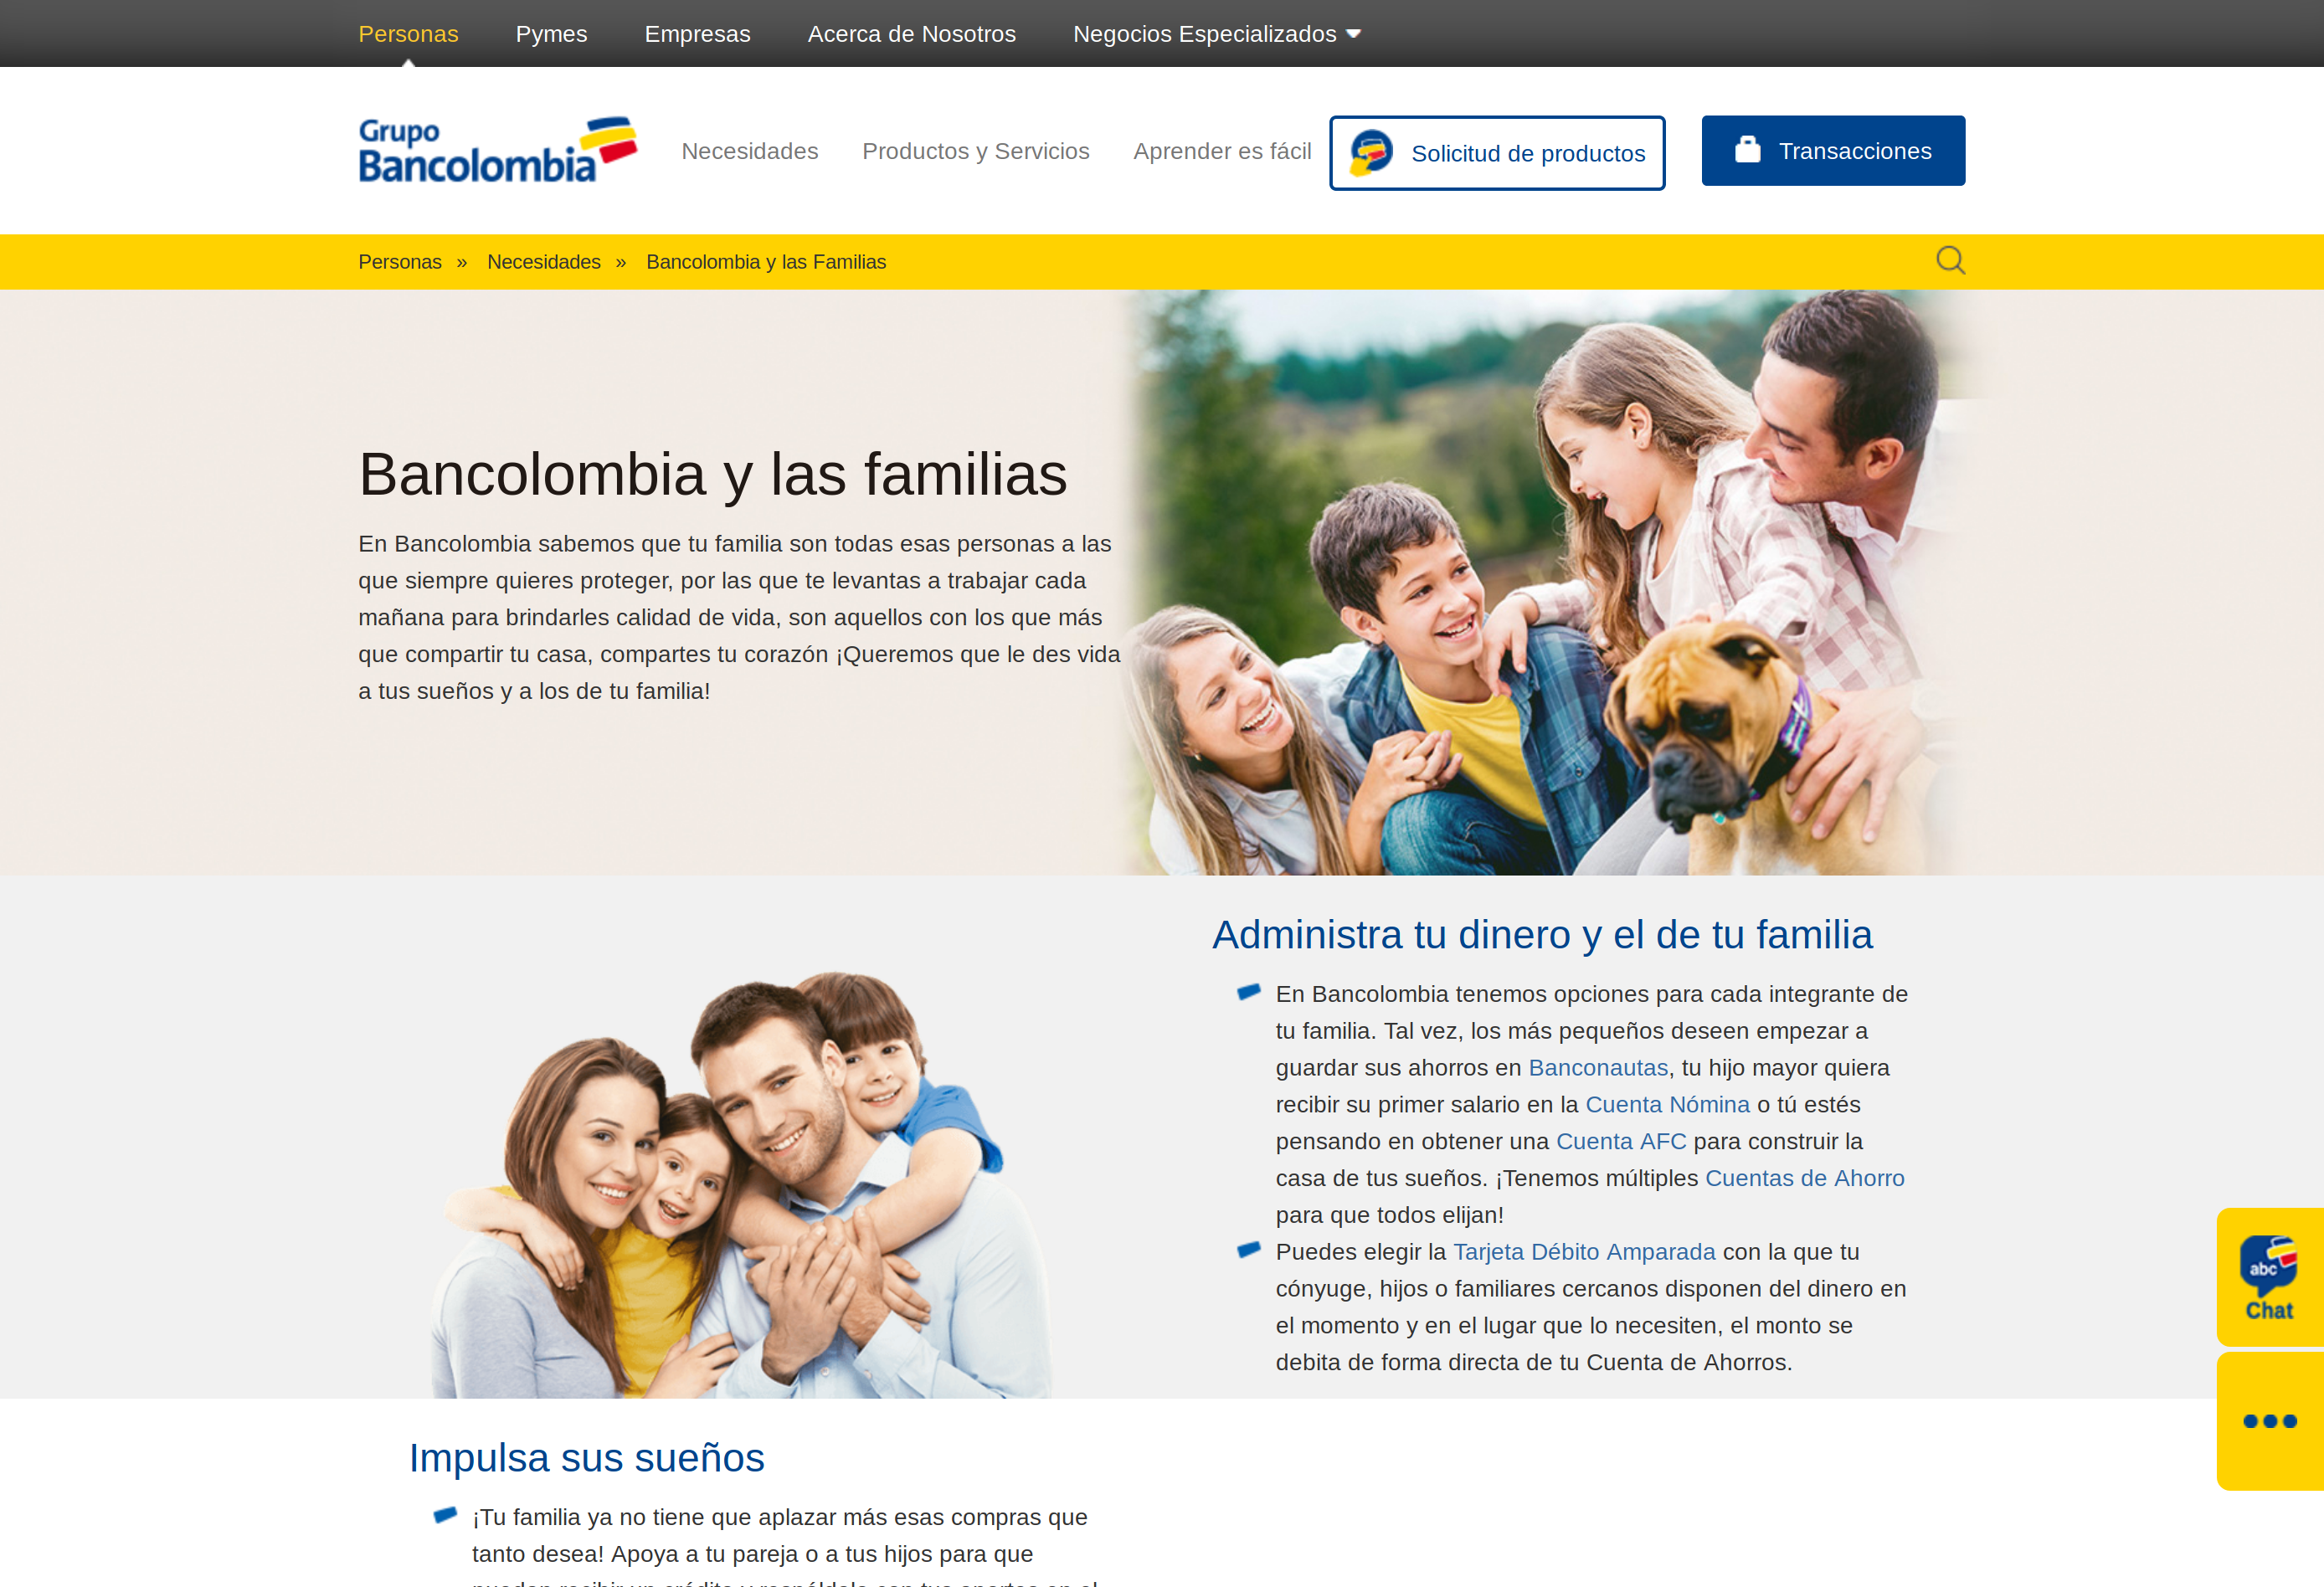 Personas Pymes Empresas Acerca de Nosotros Negocios Especializados
Grupo
Bancolombia
Necesidades Productos y Servicios Aprender es fácil Solicitud de productos Transacciones
Personas » Necesidades » Bancolombia y las Familias
Bancolombia y las familias
En Bancolombia sabemos que tu familia son todas esas personas a las
que siempre quieres proteger, por las que te levantas a trabajar cada
mañana para brindarles calidad de vida, son aquellos con los que más
que compartir tu casa, compartes tu corazón ¡Queremos que le des vida
a tus sueños y a los de tu familia!
Administra tu dinero y el de tu familia
En Bancolombia tenemos opciones para cada integrante de
tu familia. Tal vez, los más pequeños deseen empezar a
guardar sus ahorros en Banconautas, tu hijo mayor quiera
recibir su primer salario en la Cuenta Nómina o tú estés
pensando en obtener una Cuenta AFC para construir la
casa de tus sueños. ¡Tenemos múltiples Cuentas de Ahorro
para que todos elijan!
Puedes elegir la Tarjeta Débito Amparada con la que tu
cónyuge, hijos o familiares cercanos disponen del dinero en
el momento y en el lugar que lo necesiten, el monto se
debita de forma directa de tu Cuenta de Ahorros.
abc
Chat
Impulsa sus sueños
¡Tu familia ya no tiene que aplazar más esas compras que
tanto desea! Apoya a tu pareja o a tus hijos para que